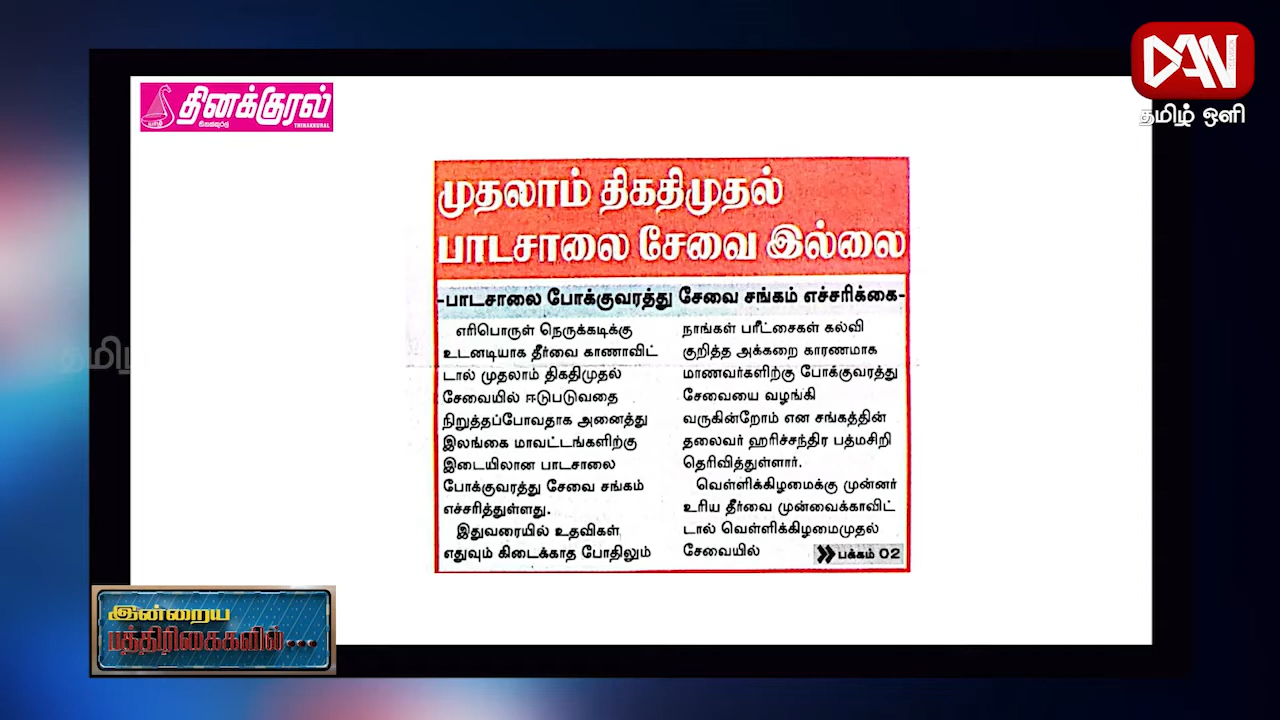 தினக்குரல்
THINAKKURAL
DAN
தமிழ் ஒளி
முதலாம் திகதிமுதல்
பாடசாலை சேவை இல்லை
-பாடசாலை போக்குவரத்து சேவை சங்கம் எச்சரிக்கை-
எரிபொருள் நெருக்கடிக்கு
உடனடியாக தீர்வை காணாவிட்
டால் முதலாம் திகதிமுதல்
சேவையில் ஈடுபடுவதை
நிறுத்தப்போவதாக அனைத்து
இலங்கை மாவட்டங்களிற்கு
இடையிலான பாடசாலை
போக்குவரத்து சேவை சங்கம்
எச்சரித்துள்ளது.
இதுவரையில் உதவிகள்
எதுவும் கிடைக்காத போதிலும்
நாங்கள் பரீட்சைகள் கல்வி
குறித்த அக்கறை காரணமாக
மாணவர்களிற்கு போக்குவரத்து
சேவையை வழங்கி
வருகின்றோம் என சங்கத்தின்
தலைவர் ஹரிச்சந்திர பத்மசிறி
தெரிவித்துள்ளார்.
வெள்ளிக்கிழமைக்கு முன்னர்
உரிய தீர்வை முன்வைக்காவிட்
டால் வெள்ளிக்கிழமைமுதல்
சேவையில்
பக்கம் 02
தமிழ்
இன்றைய
பத்திரிகைகளில்...